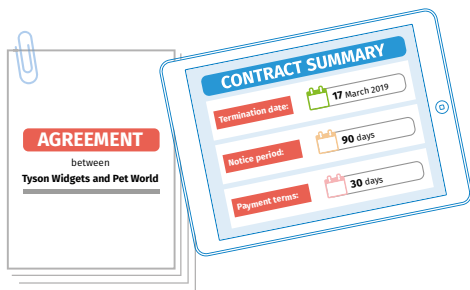 AGREEMENT
between
Tyson Widgets and Pet World
CONTRACT SUMMARY
Termination date: 17 March 2019
Notice period: 90 days
Payment terms: 30 days